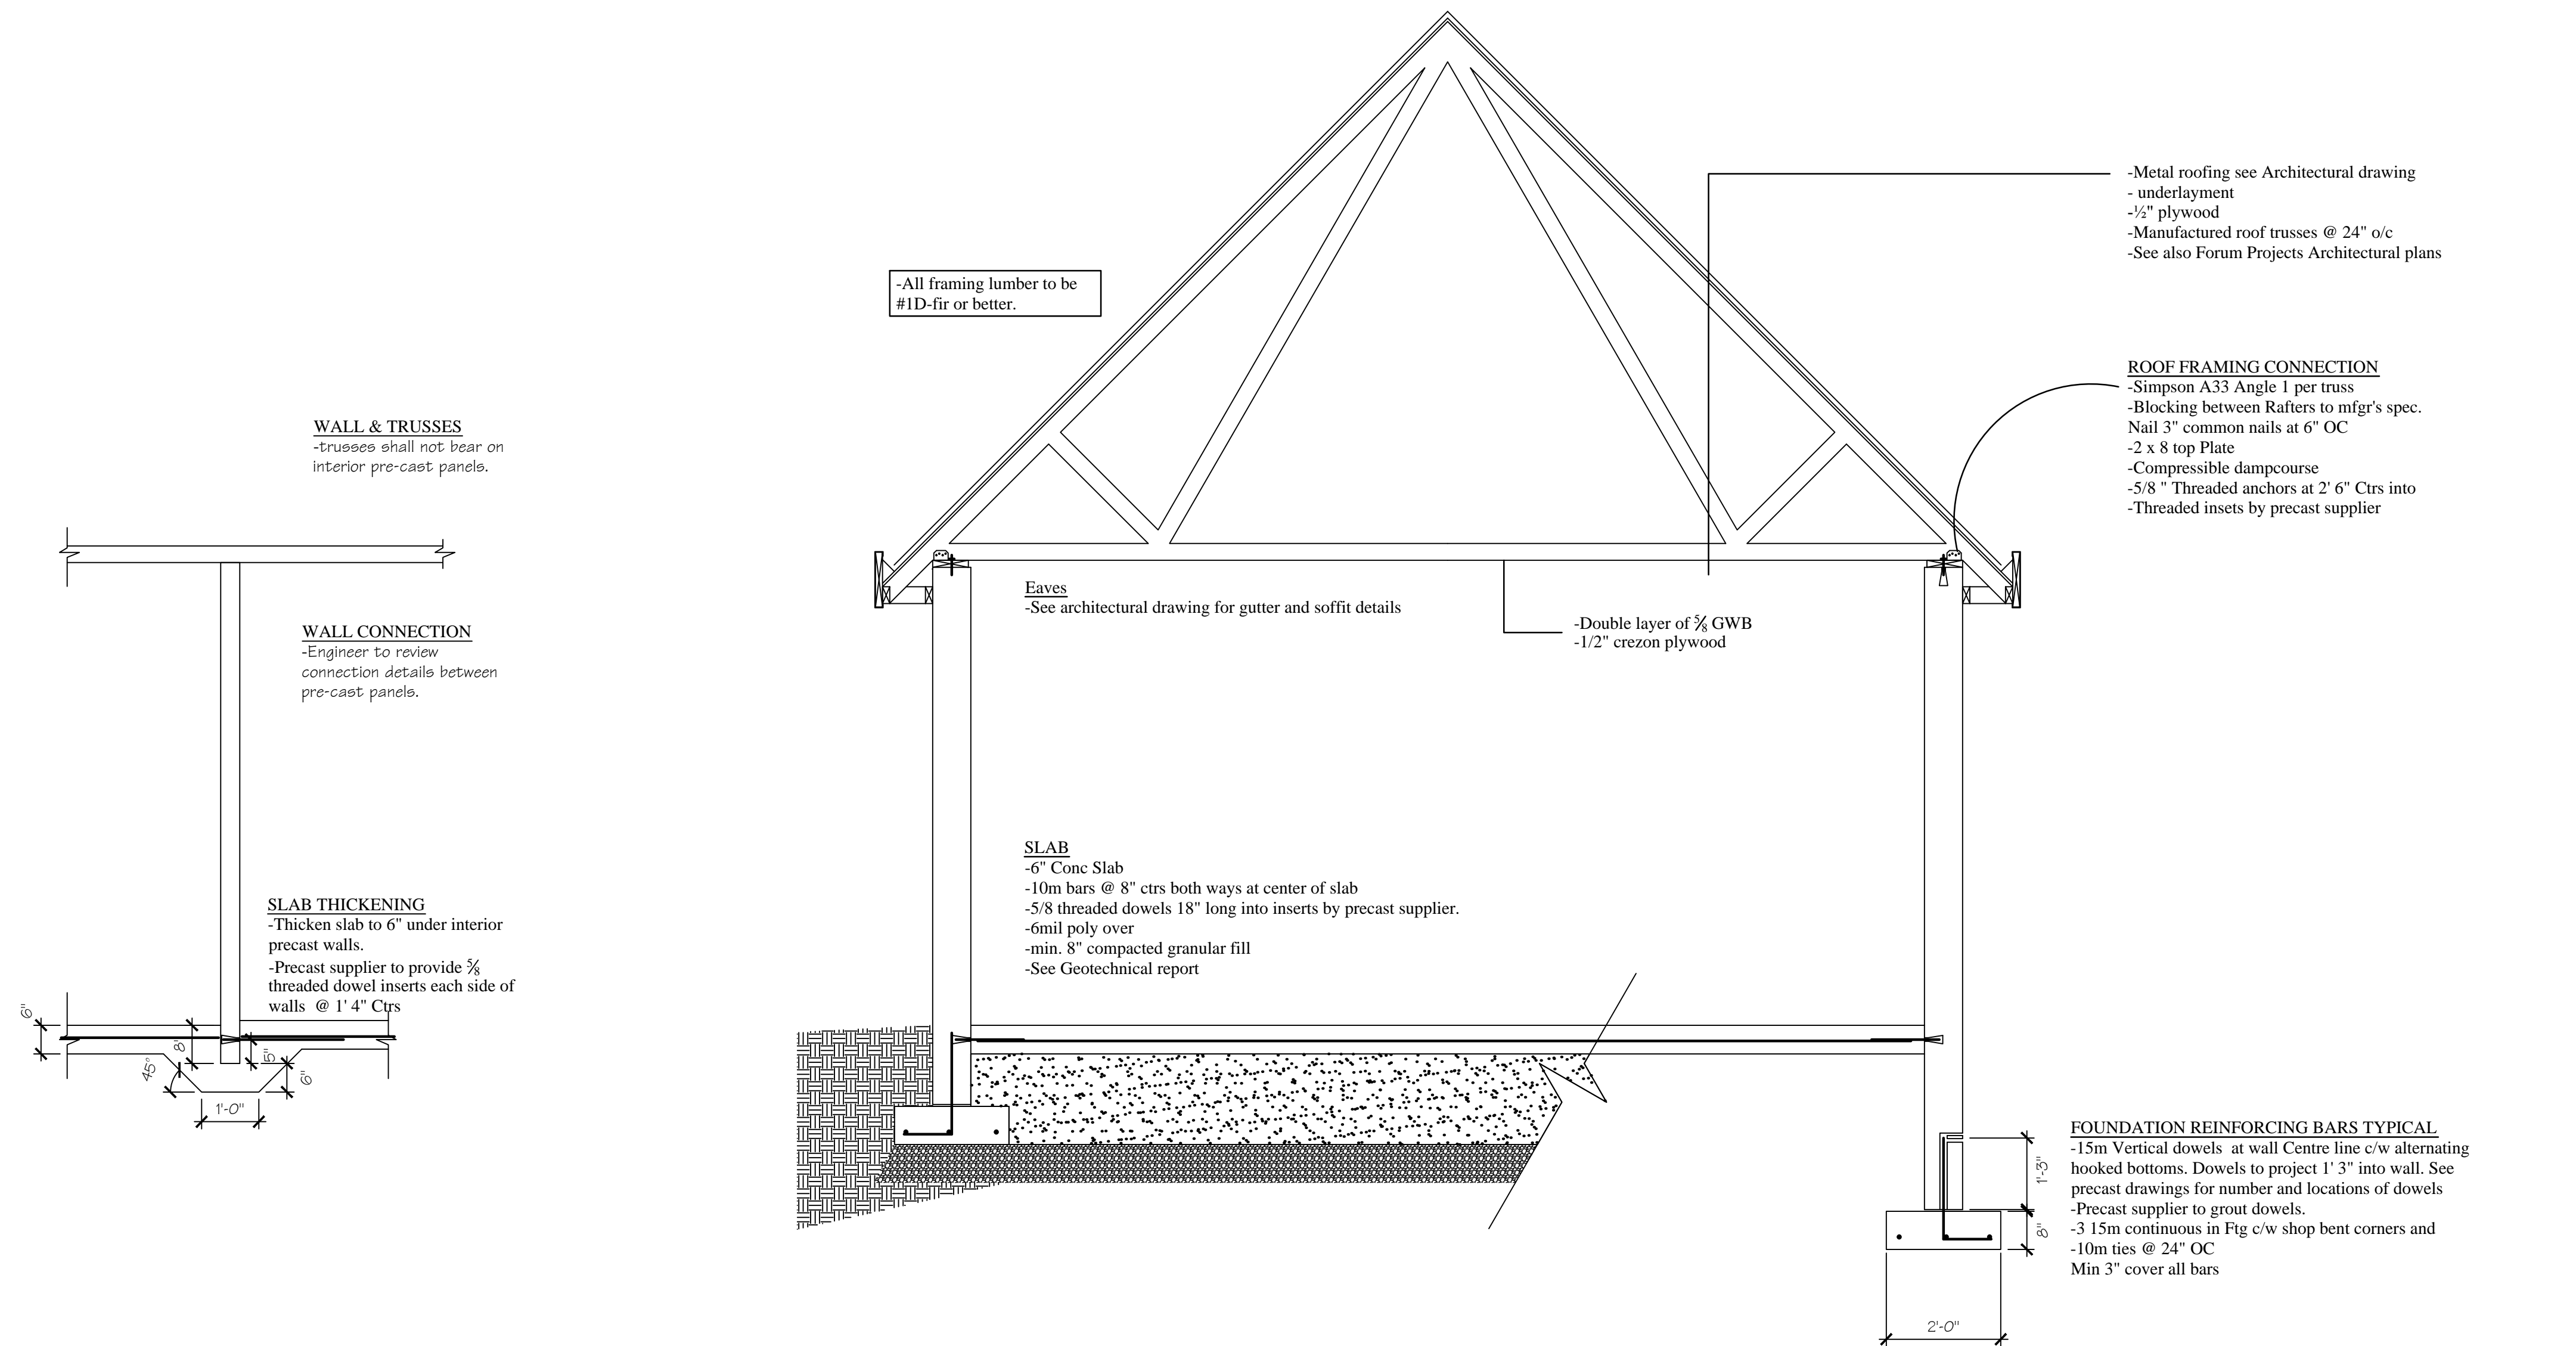 -Metal roofing see Architectural drawing
- underlayment
-½" plywood
-Manufactured roof trusses @ 24" o/c
-See also Forum Projects Architectural plans
-All framing lumber to be
#1D-fir or better.
ROOF FRAMING CONNECTION
-Simpson A33 Angle 1 per truss
-Blocking between Rafters to mfgr's spec.
Nail 3" common nails at 6" OC
-2 x 8 top Plate
-Compressible dampcourse
-5/8 " Threaded anchors at 2' 6" Ctrs into
-Threaded insets by precast supplier
WALL & TRUSSES
-trusses shall not bear on
interior pre-cast panels.
Eaves
-See architectural drawing for gutter and soffit details
-Double layer of ⅝ GWB
-1/2" crezon plywood
WALL CONNECTION
-Engineer to review
connection details between
pre-cast panels.
SLAB
-6" Conc Slab
-10m bars @ 8" ctrs both ways at center of slab
-5/8 threaded dowels 18" long into inserts by precast supplier.
-6mil poly over
-min. 8" compacted granular fill
-See Geotechnical report
SLAB THICKENING
-Thicken slab to 6" under interior
precast walls.
-Precast supplier to provide ⅝
threaded dowel inserts each side of
walls @ 1' 4" Ctrs
6"
8"
5"
45°
6"
1'-0"
FOUNDATION REINFORCING BARS TYPICAL
-15m Vertical dowels at wall Centre line c/w alternating
hooked bottoms. Dowels to project 1' 3" into wall. See
precast drawings for number and locations of dowels
-Precast supplier to grout dowels.
-3 15m continuous in Ftg c/w shop bent corners and
-10m ties @ 24" OC
Min 3" cover all bars
1'-3"
8"
2'-0"